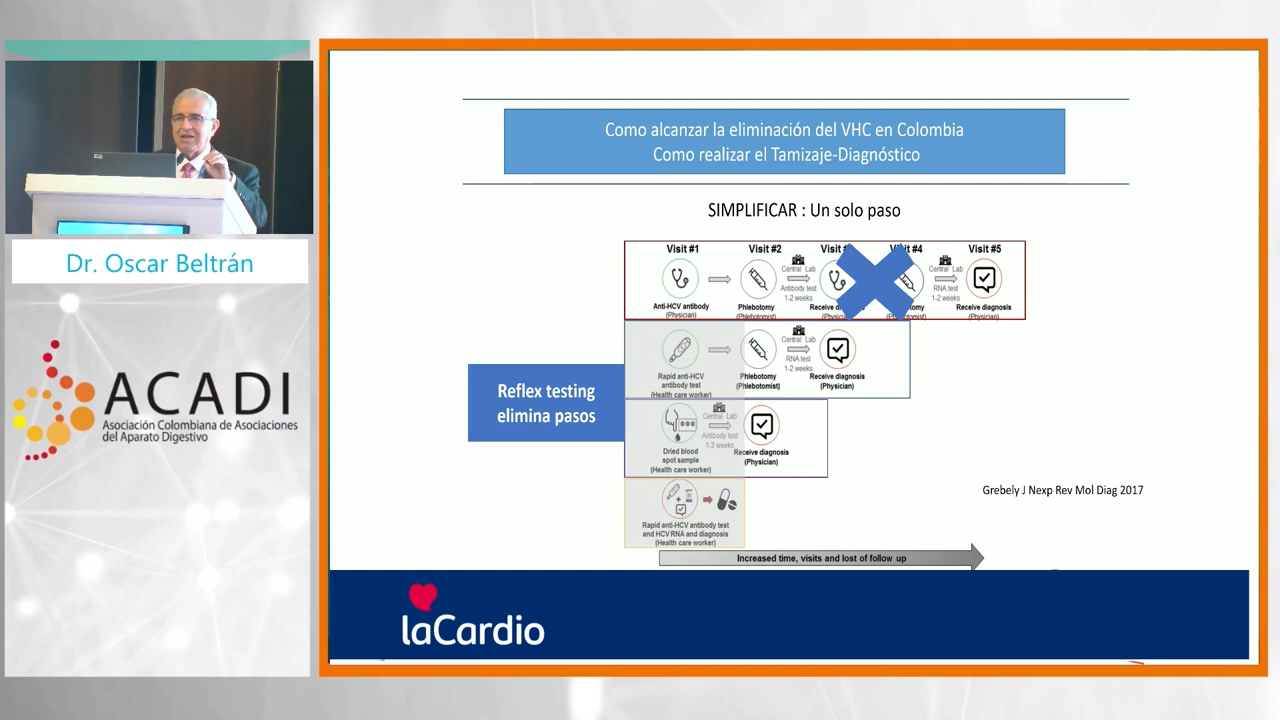 Dr. Oscar Beltrán
ACADI
Asociación Colombiana de Asociaciones
del Aparato Digestivo
Como alcanzar la eliminación del VHC en Colombia
Como realizar el Tamizaje-Diagnóstico
SIMPLIFICAR : Un solo paso
Visit #1
Visit #2
Visit #5
Central Lab
Antibody test
1-2 weeks
Central Lab
RNA test
1-2 weeks
Anti-HCV antibody
(Physician)
Phlebotomy
(Phlebotomist)
Receive diagnosis
(Physician)
Rapid anti-HCV
antibody test
(Health care worker)
Phlebotomy
(Phlebotomist)
Central Lab
RNA test
1-2 weeks
Receive diagnosis
(Physician)
Reflex testing
elimina pasos
Dried blood
spot sample
(Health care worker)
Central Lab
Antibody test
1-2 weeks
Receive diagnosis
(Physician)
Rapid anti-HCV antibody test
and HCV RNA and diagnosis
(Health care worker)
Grebely J Nexp Rev Mol Diag 2017
Increased time, visits and lost of follow up
laCardio